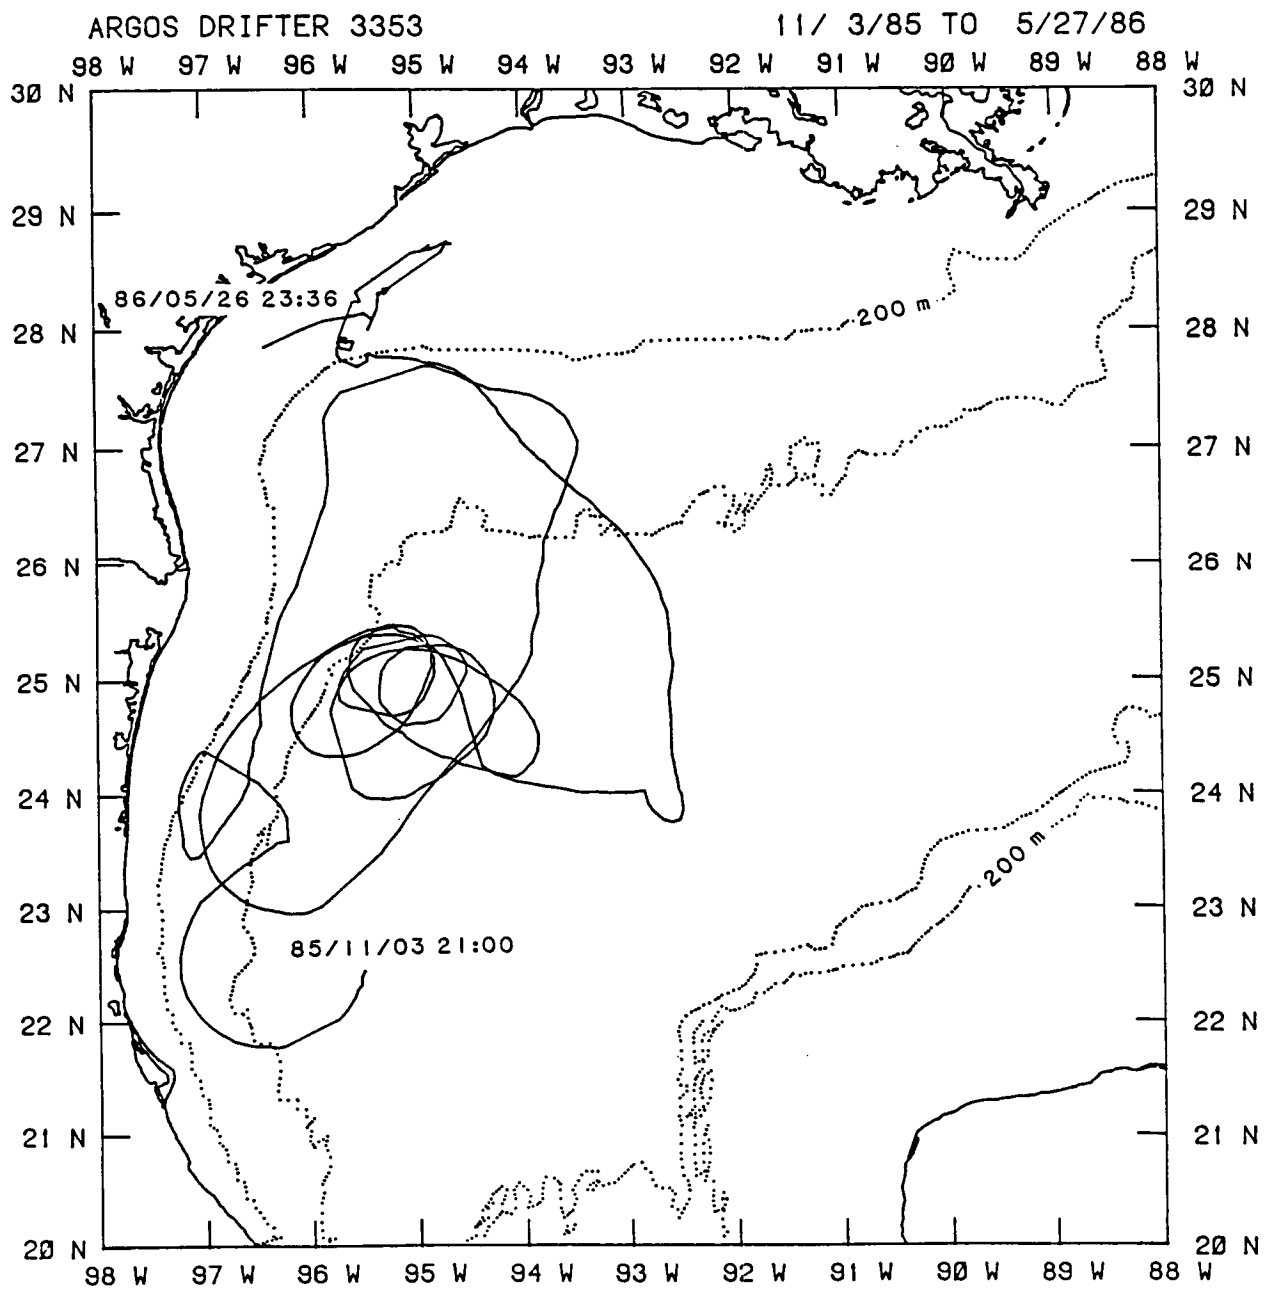 ARGOS DRIFTER 3353 11/ 3/85 TO 5/27/86
98 W 97 W 96 W 95 W 94 W 93 W 92 W 91 W 90 W 89 W 88 W
30 N 30 N
29 N 29 N
86/05/26 23:36
200 m
28 N 28 N
27 N 27 N
26 N 26 N
25 N 25 N
24 N 24 N
200 m
23 N 23 N
85/11/03 21:00
22 N 22 N
21 N 21 N
20 N 20 N
98 W 97 W 96 W 95 W 94 W 93 W 92 W 91 W 90 W 89 W 88 W